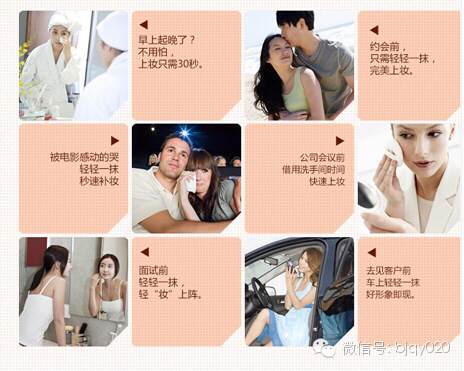 早上起晚了？
不用怕，
上妆只需30秒。
约会前，
只需轻轻一抹，
完美上妆。
被电影感动的哭
轻轻一抹
秒速补妆
公司会议前
借用洗手间时间
快速上妆
面试前
轻轻一抹，
轻“妆”上阵。
去见客户前
车上轻轻一抹
好形象即现。
微信号: bjqy020